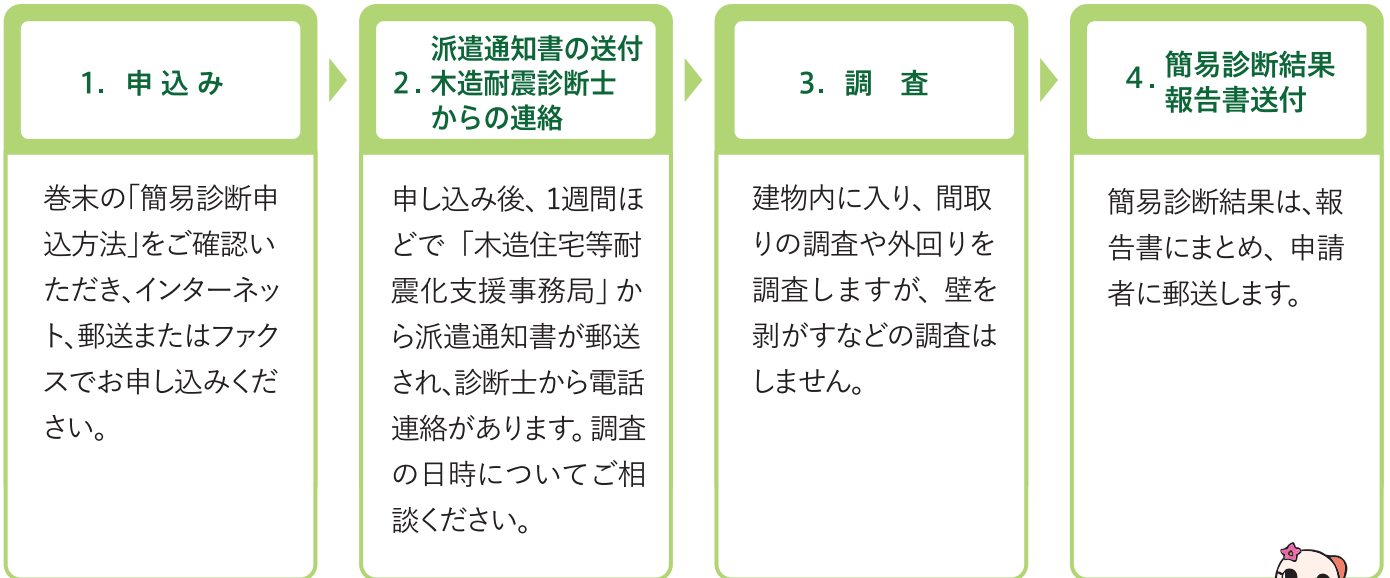 1. 申込み
巻末の「簡易診断申
込方法」をご確認い
ただき、インターネッ
ト、郵送またはファク
スでお申し込みくだ
さい。
派遣通知書の送付
2. 木造耐震診断士
からの連絡
申し込み後、1週間ほ
どで「木造住宅等耐
震化支援事務局」か
ら派遣通知書が郵送
され、診断士から電話
連絡があります。調査
の日時についてご相
談ください。
3. 調　査
建物内に入り、間取
りの調査や外回りを
調査しますが、壁を
剥がすなどの調査は
しません。
4. 簡易診断結果
報告書送付
簡易診断結果は、報
告書にまとめ、申請
者に郵送します。